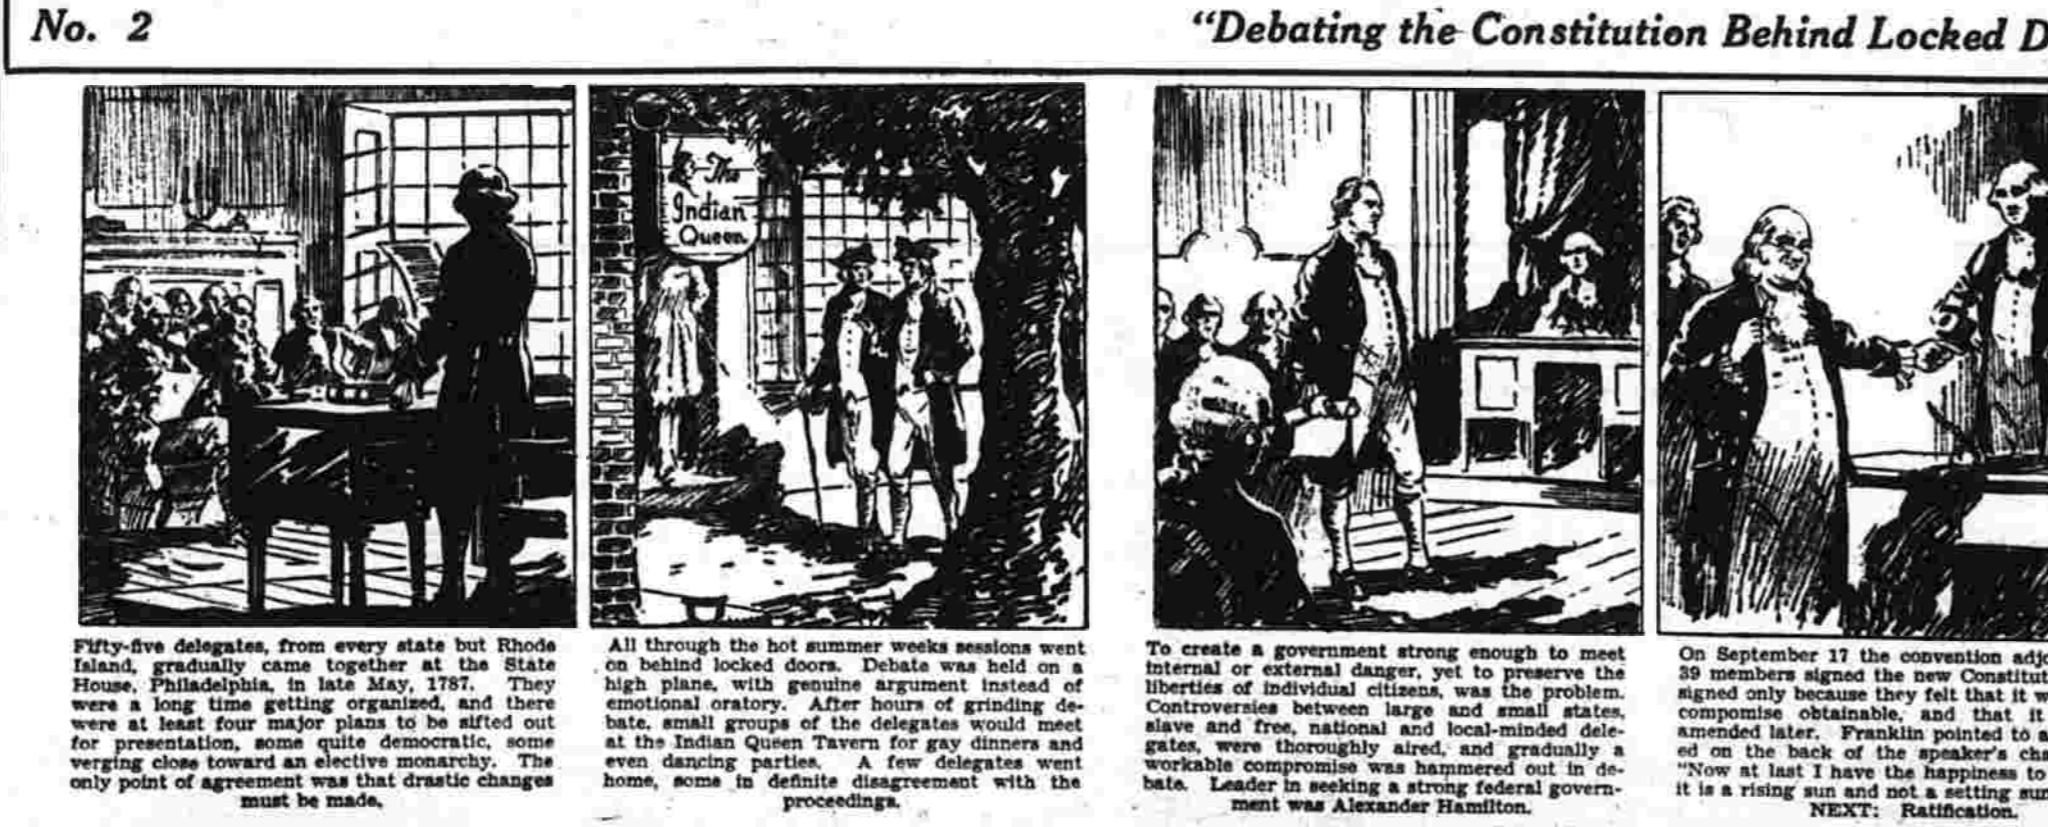 No. 2
"Debating the Constitution Behind Locked D
The
Indian
Queen
Fifty-five delegates, from every state but Rhode
Island, gradually came together at the State
House, Philadelphia, in late May, 1787. They
were a long time getting organized, and there
were at least four major plans to be sifted out
for presentation, some quite democratic, some
verging close toward an elective monarchy. The
only point of agreement was that drastic changes
must be made.
All through the hot summer weeks sessions went
on behind locked doors. Debate was held on a
high plane, with genuine argument instead of
emotional oratory. After hours of grinding de-
bate, small groups of the delegates would meet
at the Indian Queen Tavern for gay dinners and
even dancing parties. A few delegates went
home, some in definite disagreement with the
proceedings.
To create a government strong enough to meet
internal or external danger, yet to preserve the
liberties of individual citizens, was the problem.
Controversies between large and small states,
slave and free, national and local-minded dele-
gates, were thoroughly aired, and gradually a
workable compromise was hammered out in de-
bate. Leader in seeking a strong federal govern-
ment was Alexander Hamilton.
On September 17 the convention adj
39 members signed the new Constitut
signed only because they felt that it w
compomise obtainable, and that it
amended later. Franklin pointed to a
ed on the back of the speaker's cha
"Now at last I have the happiness to
it is a rising sun and not a setting sun
NEXT: Ratification.